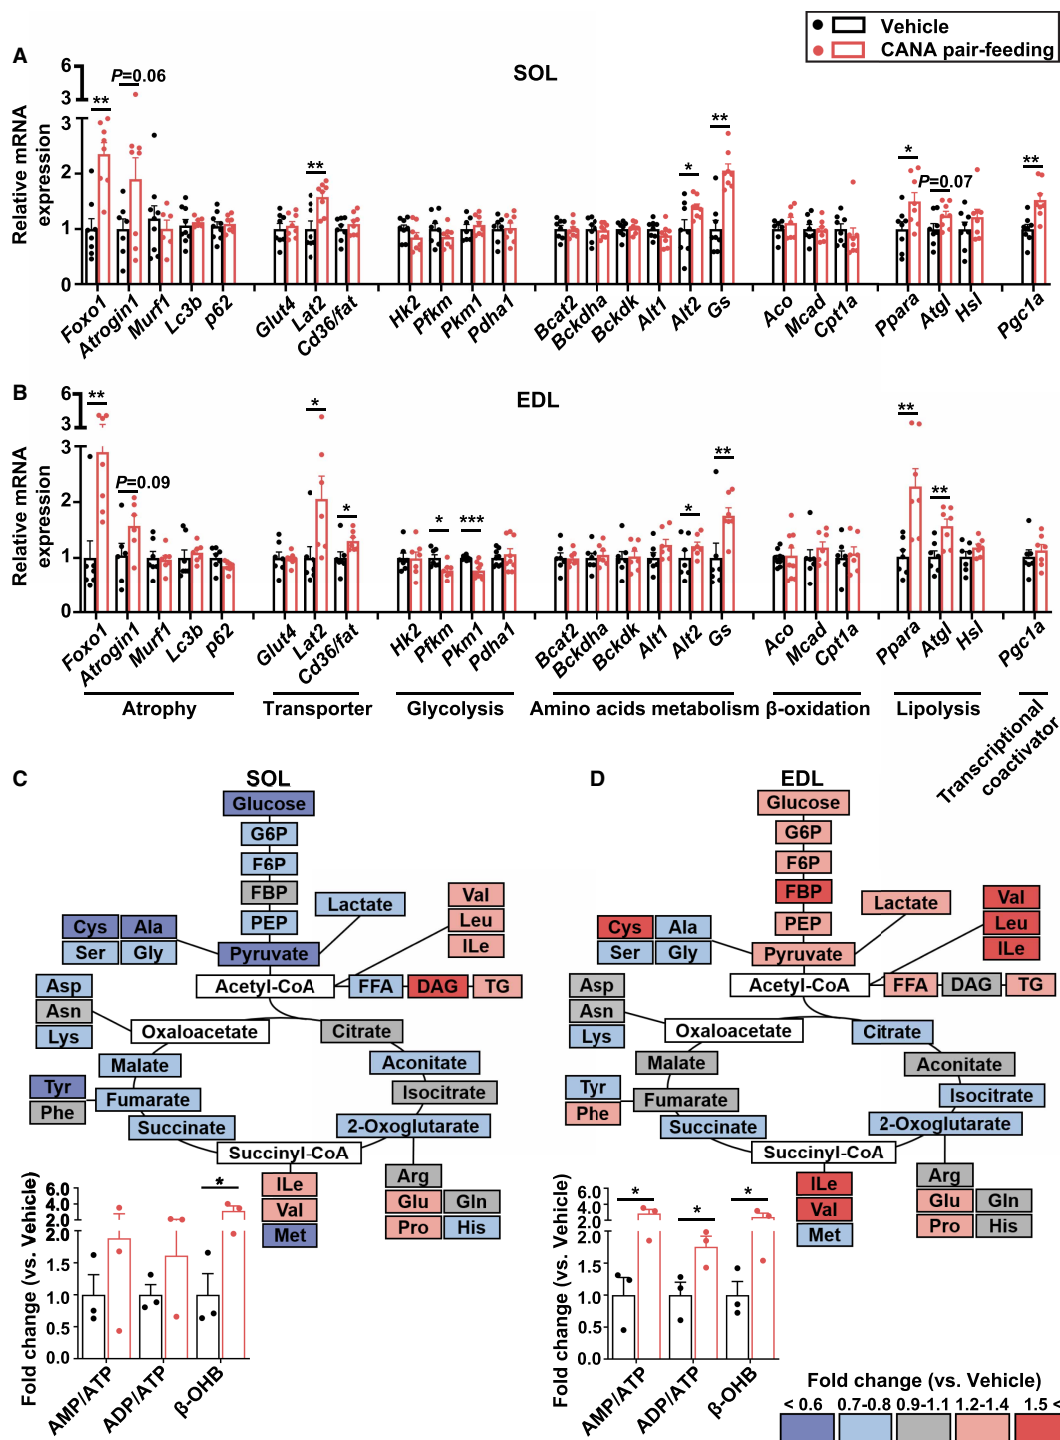 Vehicle
CANA pair-feeding
A
SOL
Relative mRNA
expression
6
3
3
2
1
0
** P=0.06 ** * ** * P=0.07 **
Foxo1 Atrogin1 Murf1 Lc3b p62 Glut4 Lat2 Cd36/fat Hk2 Pfkm Pkm1 Pdha1 Bcat2 Bckdha Bckdk Alt1 Alt2 Gs Aco Mcad Cpt1a Ppara Atgl Hsl Pgc1a
B
EDL
Relative mRNA
expression
6
3
3
2
1
0
** P=0.09 * * * *** * ** ** **
Foxo1 Atrogin1 Murf1 Lc3b p62 Glut4 Lat2 Cd36/fat Hk2 Pfkm Pkm1 Pdha1 Bcat2 Bckdha Bckdk Alt1 Alt2 Gs Aco Mcad Cpt1a Ppara Atgl Hsl Pgc1a
Atrophy Transporter Glycolysis Amino acids metabolism β-oxidation Lipolysis
Transcriptional
coactivator
C
SOL
Glucose
G6P
F6P
FBP
PEP
Lactate
Val
Leu
ILe
Cys Ala
Ser Gly
Pyruvate
Acetyl-CoA FFA DAG TG
Asp
Asn
Lys
Oxaloacetate
Citrate
Malate
Aconitate
Tyr
Phe
Fumarate
Isocitrate
Succinate
2-Oxoglutarate
Succinyl-CoA
ILe
Val
Met
Arg
Glu Gln
Pro His
Fold change (vs. Vehicle)
6.0
4.0
2.0
2.0
1.5
1.0
0.5
0.0
*
AMP/ATP ADP/ATP β-OHB
D
EDL
Glucose
G6P
F6P
FBP
PEP
Lactate
Val
Leu
ILe
Cys Ala
Ser Gly
Pyruvate
Acetyl-CoA FFA DAG TG
Asp
Asn
Lys
Oxaloacetate
Citrate
Malate
Aconitate
Tyr
Phe
Fumarate
Isocitrate
Succinate
2-Oxoglutarate
Succinyl-CoA
ILe
Val
Met
Arg
Glu Gln
Pro His
Fold change (vs. Vehicle)
6.0
4.0
2.0
2.0
1.5
1.0
0.5
0.0
* * *
AMP/ATP ADP/ATP β-OHB
Fold change (vs. Vehicle)
< 0.6 0.7-0.8 0.9-1.1 1.2-1.4 1.5 <